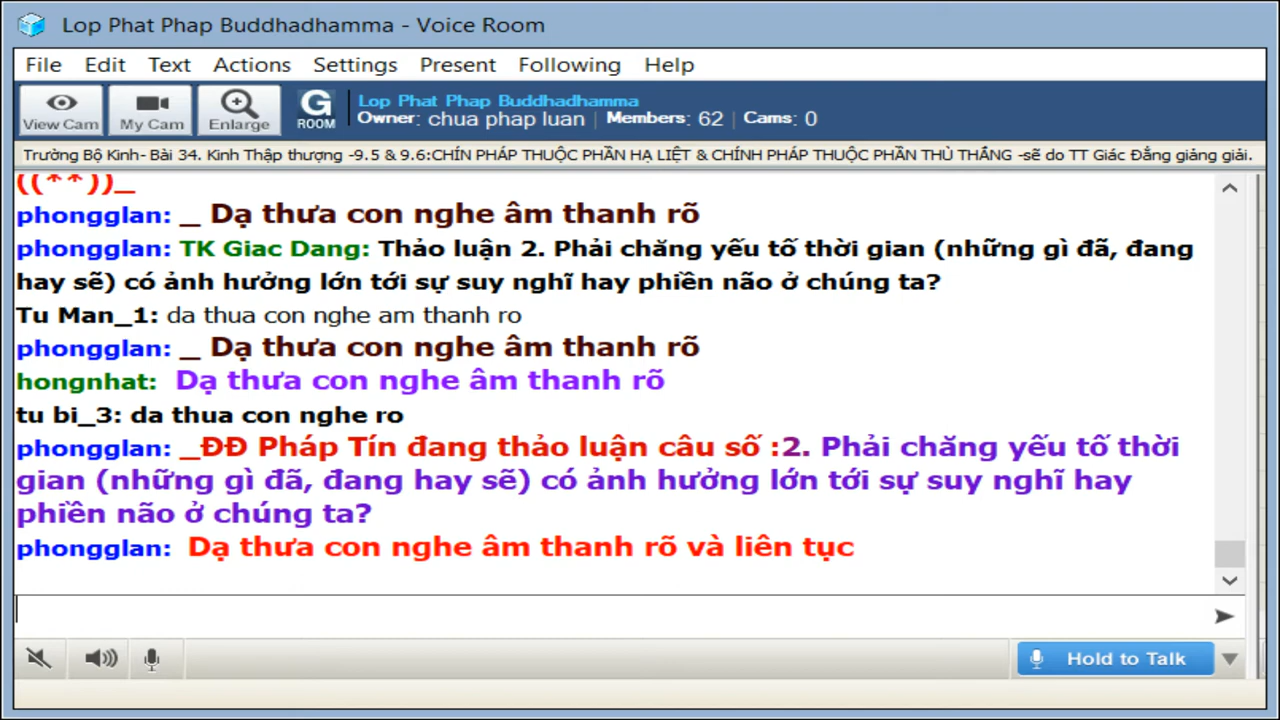 Lop Phat Phap Buddhadhamma - Voice Room
File Edit Text Actions Settings Present Following Help
View Cam My Cam Enlarge G ROOM Lop Phat Phap Buddhadhamma
Owner: chua phap luan | Members: 62 | Cams: 0
Trường Bộ Kinh- Bài 34. Kinh Thập thượng -9.5 & 9.6:CHÍN PHÁP THUỘC PHẦN HẠ LIỆT & CHÍNH PHÁP THUỘC PHẦN THÙ THẮNG -sẽ do TT Giác Đẳng giảng giải.
((**))_
phongglan: _ Dạ thưa con nghe âm thanh rõ
phongglan: TK Giac Dang: Thảo luận 2. Phải chăng yếu tố thời gian (những gì đã, đang
hay sẽ) có ảnh hưởng lớn tới sự suy nghĩ hay phiền não ở chúng ta?
Tu Man_1: da thua con nghe am thanh ro
phongglan: _ Dạ thưa con nghe âm thanh rõ
hongnhat: Dạ thưa con nghe âm thanh rõ
tu bi_3: da thua con nghe ro
phongglan: _ĐĐ Pháp Tín đang thảo luận câu số :2. Phải chăng yếu tố thời
gian (những gì đã, đang hay sẽ) có ảnh hưởng lớn tới sự suy nghĩ hay
phiền não ở chúng ta?
phongglan: Dạ thưa con nghe âm thanh rõ và liên tục
Hold to Talk